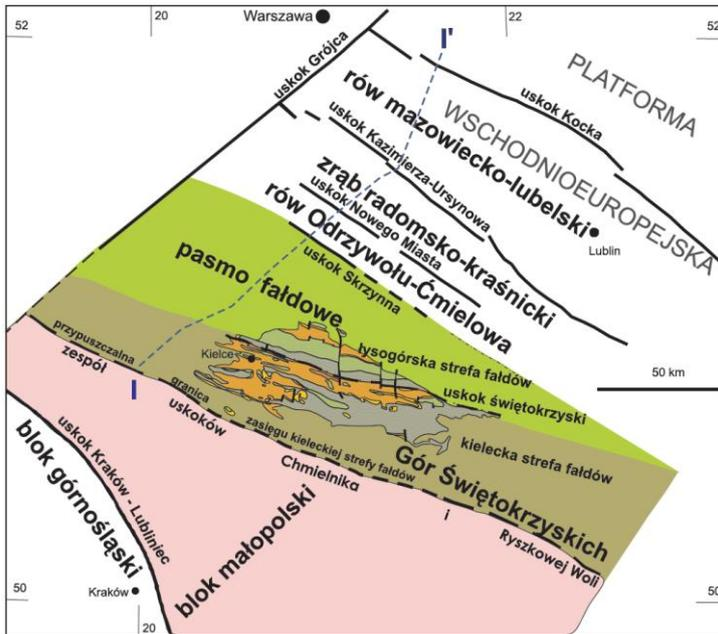 20
Warszawa
22
52
52
I'
uskok Grójca
PLATFORMA
WSCHODNIOEUROPEJSKA
uskok Kocka
rów mazowiecko-lubelski
Lublin
uskok Kazimierza-Ursynowa
zrąb radomsko-kraśnicki
uskok Nowego Miasta
rów Odrzywołu-Ćmielowa
uskok Skrzynna
pasmo fałdowe
łysogórska strefa fałdów
50 km
Kielce
uskok świętokrzyski
kielecka strefa fałdów
Gór Świętokrzyskich
przypuszczalna
granica
zasięgu kieleckiej strefy fałdów
I
zespół
uskoków
Chmielnika
i
Ryszkowej Woli
uskok Kraków - Lubliniec
blok górnośląski
blok małopolski
Kraków
50
50
20